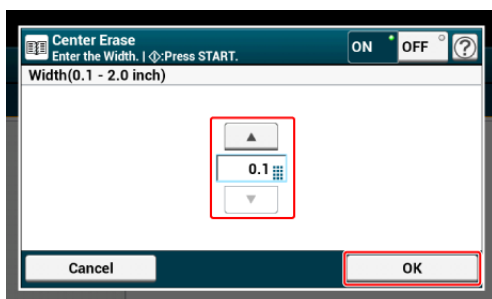 Center Erase
Enter the Width. | :Press START.
ON
OFF
?
Width(0.1 - 2.0 inch)
0.1
Cancel
OK